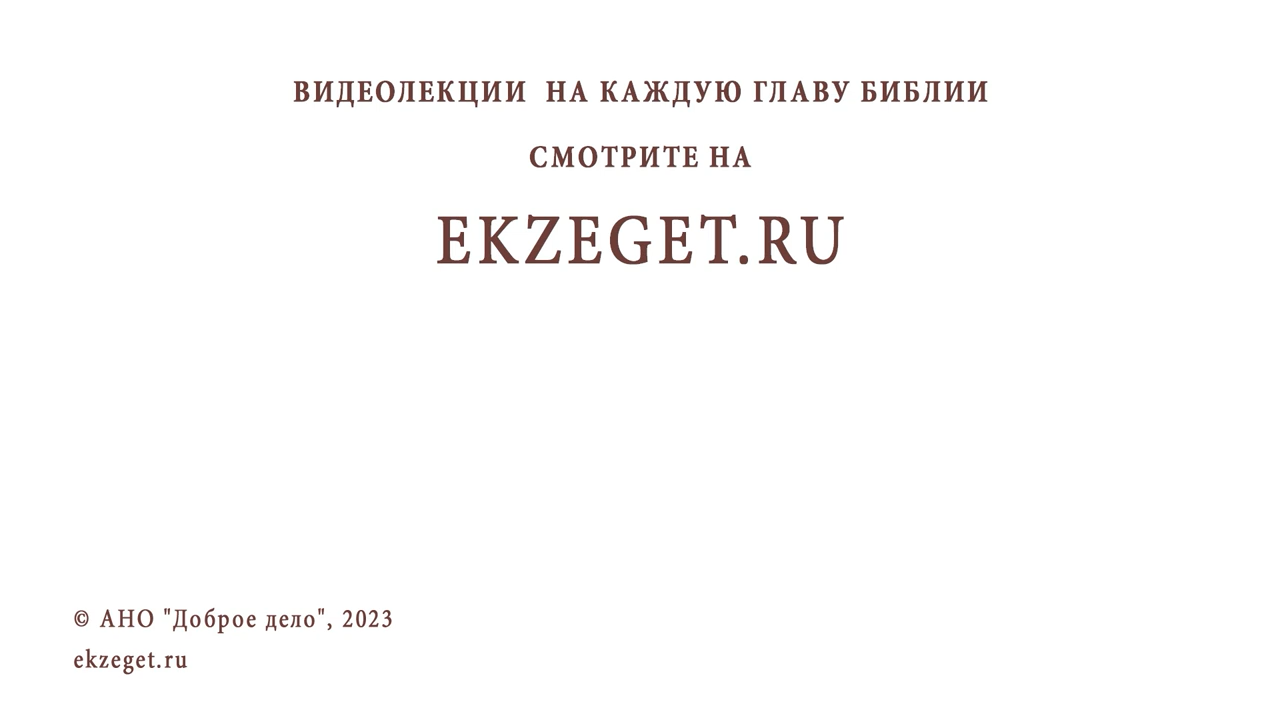 ВИДЕОЛЕКЦИИ НА КАЖДУЮ ГЛАВУ БИБЛИИ
СМОТРИТЕ НА
EKZEGET.RU
© АНО "Доброе дело", 2023
ekzeget.ru